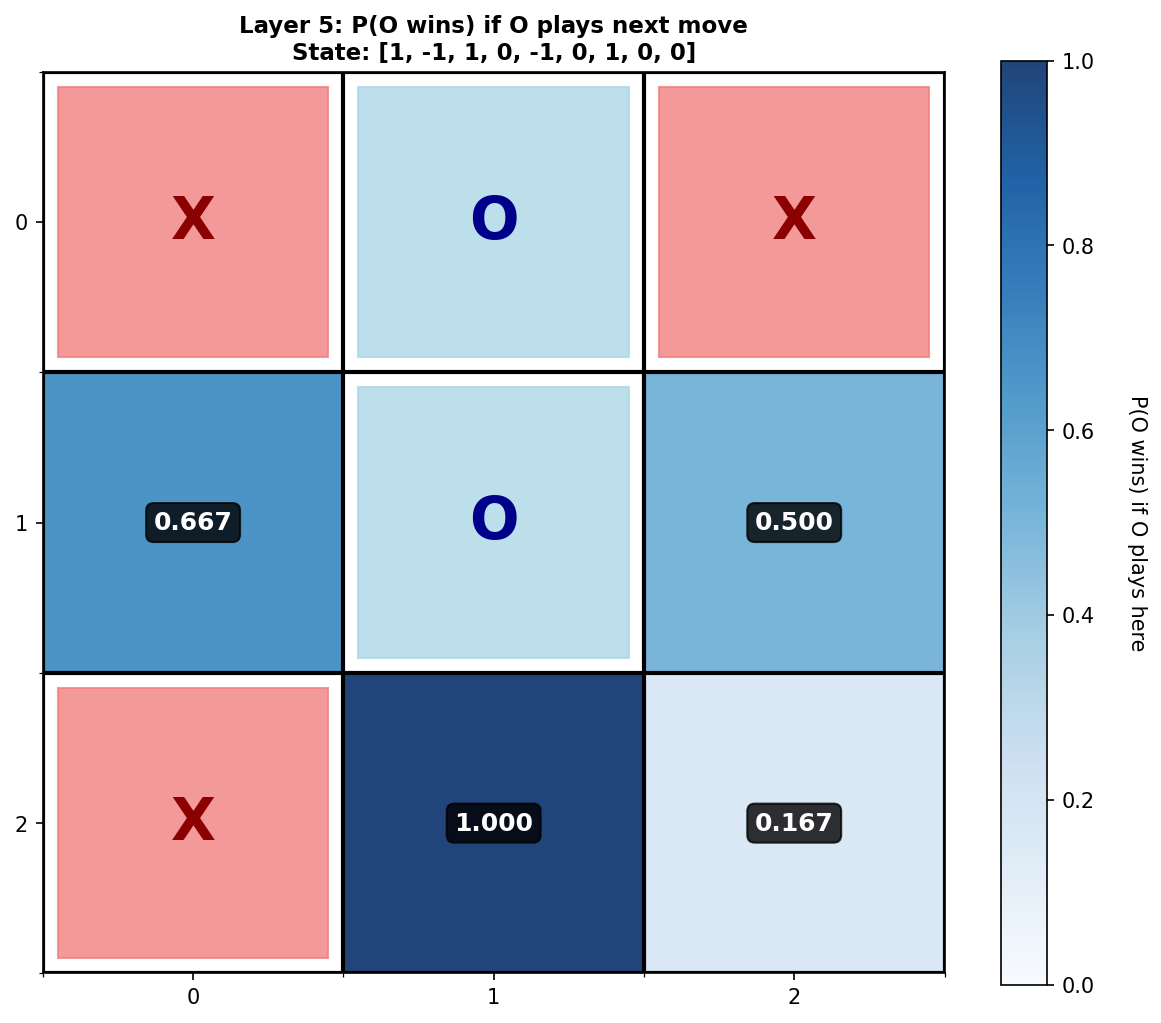 Layer 5: P(O wins) if O plays next move
State: [1, -1, 1, 0, -1, 0, 1, 0, 0]
X O X
0
0.667 O 0.500
1
X 1.000 0.167
2
0 1 2
1.0
0.8
0.6
0.4
0.2
0.0
P(O wins) if O plays here